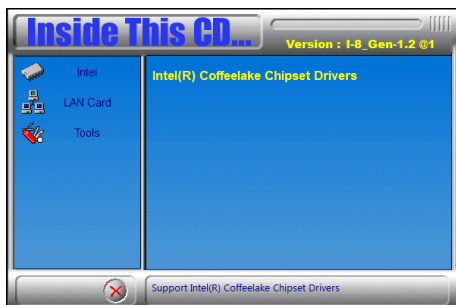 Inside This CD...
Version : I-8_Gen-1.2 @1
Intel
LAN Card
Tools
Intel(R) Coffeelake Chipset Drivers
Support Intel(R) Coffeelake Chipset Drivers